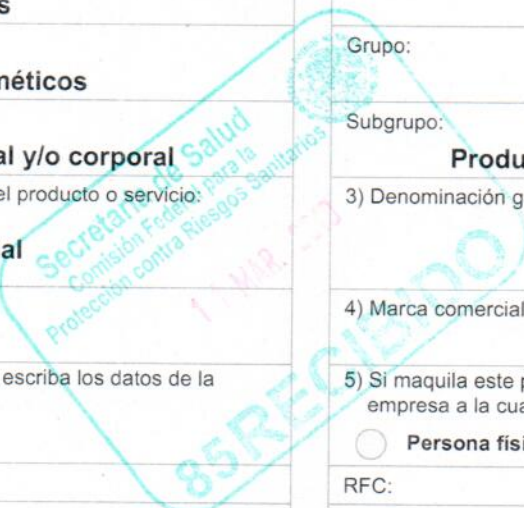 s
néticos
al y/o corporal
el producto o servicio:
al
escriba los datos de la
Grupo:
Subgrupo:
Produ
3) Denominación g
4) Marca comercial
5) Si maquila este p
empresa a la cua
Persona físi
RFC:
Secretaría de Salud
Comisión Federal para la
Protección contra Riesgos Sanitarios
MAR.
85 RECIBIDO